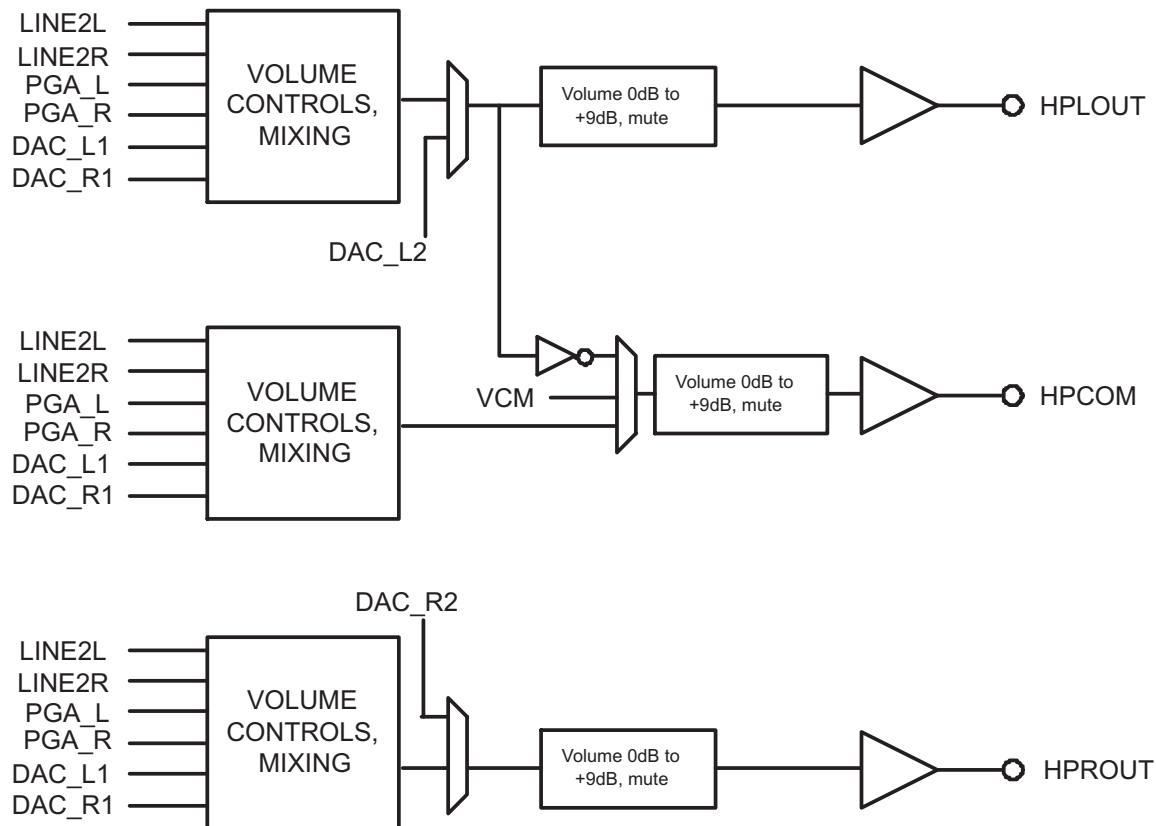 LINE2L
LINE2R
PGA_L
PGA_R
DAC_L1
DAC_R1
VOLUME
CONTROLS,
MIXING
DAC_L2
Volume 0dB to
+9dB, mute
HPLOUT
LINE2L
LINE2R
PGA_L
PGA_R
DAC_L1
DAC_R1
VOLUME
CONTROLS,
MIXING
VCM
Volume 0dB to
+9dB, mute
HPCOM
DAC_R2
LINE2L
LINE2R
PGA_L
PGA_R
DAC_L1
DAC_R1
VOLUME
CONTROLS,
MIXING
Volume 0dB to
+9dB, mute
HPROUT